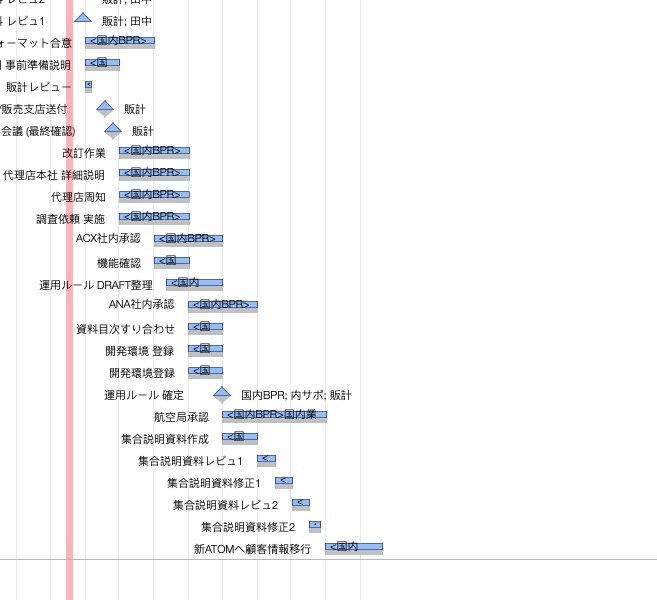 販計; 田中
レビュ1 販計; 田中
ォーマット合意 <国内BPR>
事前準備説明 <国
販計レビュー
/販売支店送付 販計
会議 (最終確認) 販計
改訂作業 <国内BPR>
代理店本社 詳細説明 <国内BPR>
代理店周知 <国内BPR>
調査依頼 実施 <国内BPR>
ACX社内承認 <国内BPR>
機能確認 <国
運用ルール DRAFT整理 <国内
ANA社内承認 <国内BPR>
資料目次すり合わせ <国
開発環境 登録 <国
開発環境登録 <国
運用ルール 確定 国内BPR; 内サポ; 販計
航空局承認 <国内BPR>国内業
集合説明資料作成 <国
集合説明資料レビュ1 <
集合説明資料修正1 <
集合説明資料レビュ2 <
集合説明資料修正2
新ATOMへ顧客情報移行 <国内